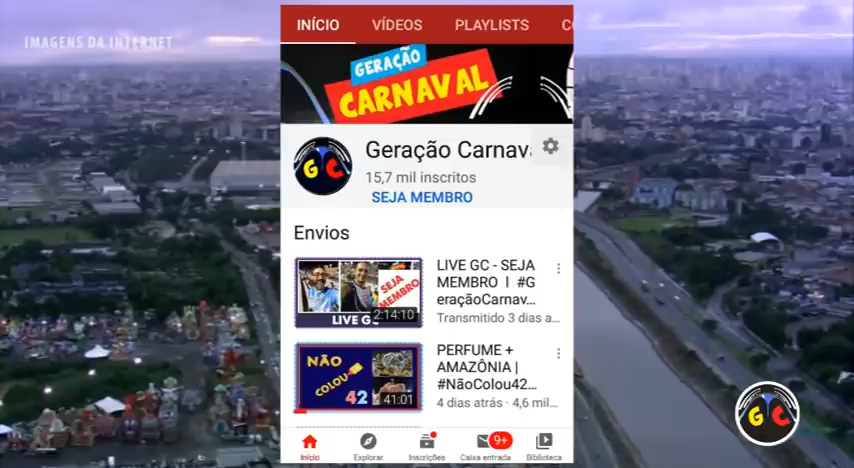 IMAGENS DA INTERNET
INÍCIO VÍDEOS PLAYLISTS C
GERAÇÃO
CARNAVAL
GC
Geração Carnav
15,7 mil inscritos
SEJA MEMBRO
Envios
SEJA
MEMBRO
LIVE GC
2:14:10
LIVE GC - SEJA
MEMBRO I #G
eraçãoCarnav...
Transmitido 3 dias a...
NÃO
COLOU
42
41:01
PERFUME +
AMAZÔNIA |
#NãoColou42...
4 dias atrás · 4,6 mil...
9+
Início Explorar Inscrições Caixa entrada Biblioteca
GC